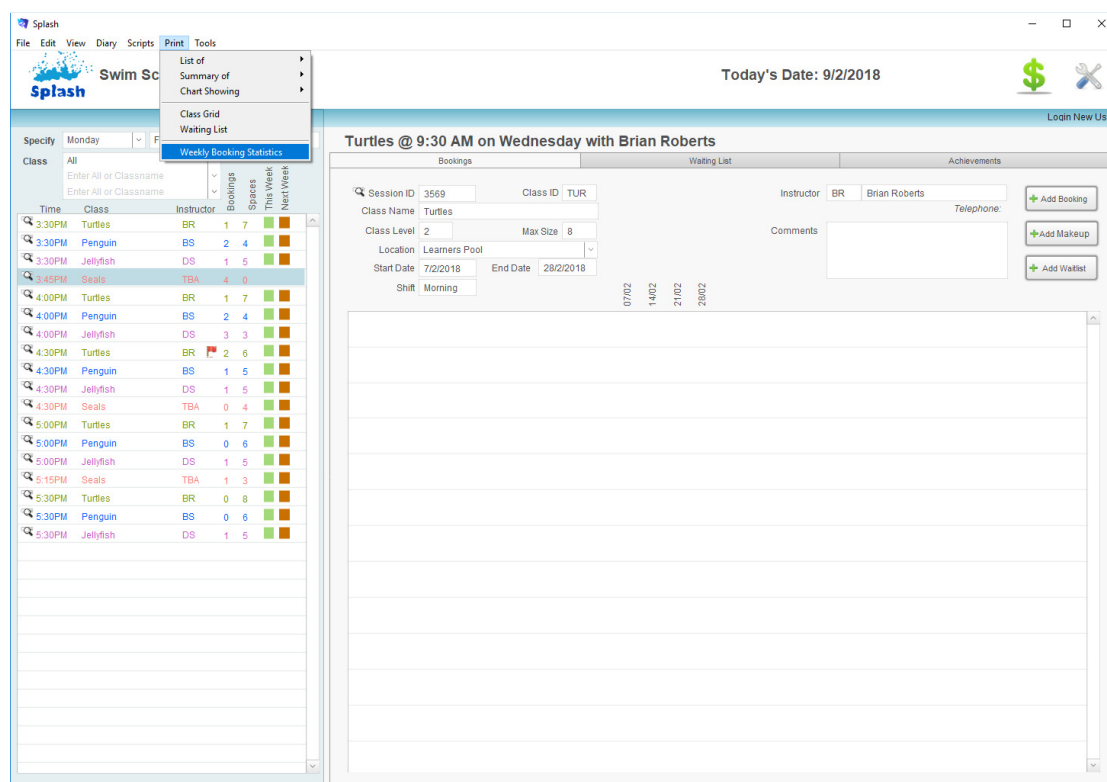 Splash
File Edit View Diary Scripts Print Tools
List of
Summary of
Chart Showing
Class Grid
Waiting List
Weekly Booking Statistics
Splash
Swim Sc
Today's Date: 9/2/2018
Login New Us
Specify Monday F
Class All
Enter All or Classname
Enter All or Classname
Time Class Instructor Bookings Spaces This Week Next Week
3:30PM Turtles BR 1 7
3:30PM Penguin BS 2 4
3:30PM Jellyfish DS 1 5
3:45PM Seals TBA 4 0
4:00PM Turtles BR 1 7
4:00PM Penguin BS 2 4
4:00PM Jellyfish DS 3 3
4:30PM Turtles BR 2 6
4:30PM Penguin BS 1 5
4:30PM Jellyfish DS 1 5
4:30PM Seals TBA 0 4
5:00PM Turtles BR 1 7
5:00PM Penguin BS 0 6
5:00PM Jellyfish DS 1 5
5:15PM Seals TBA 1 3
5:30PM Turtles BR 0 8
5:30PM Penguin BS 0 6
5:30PM Jellyfish DS 1 5
Turtles @ 9:30 AM on Wednesday with Brian Roberts
Bookings Waiting List Achievements
Session ID 3569 Class ID TUR Instructor BR Brian Roberts
Class Name Turtles Telephone:
Class Level 2 Max Size 8 Comments
Location Learners Pool
Start Date 7/2/2018 End Date 28/2/2018
Shift Morning
07/02 14/02 21/02 28/02
Add Booking
Add Makeup
Add Waitlist